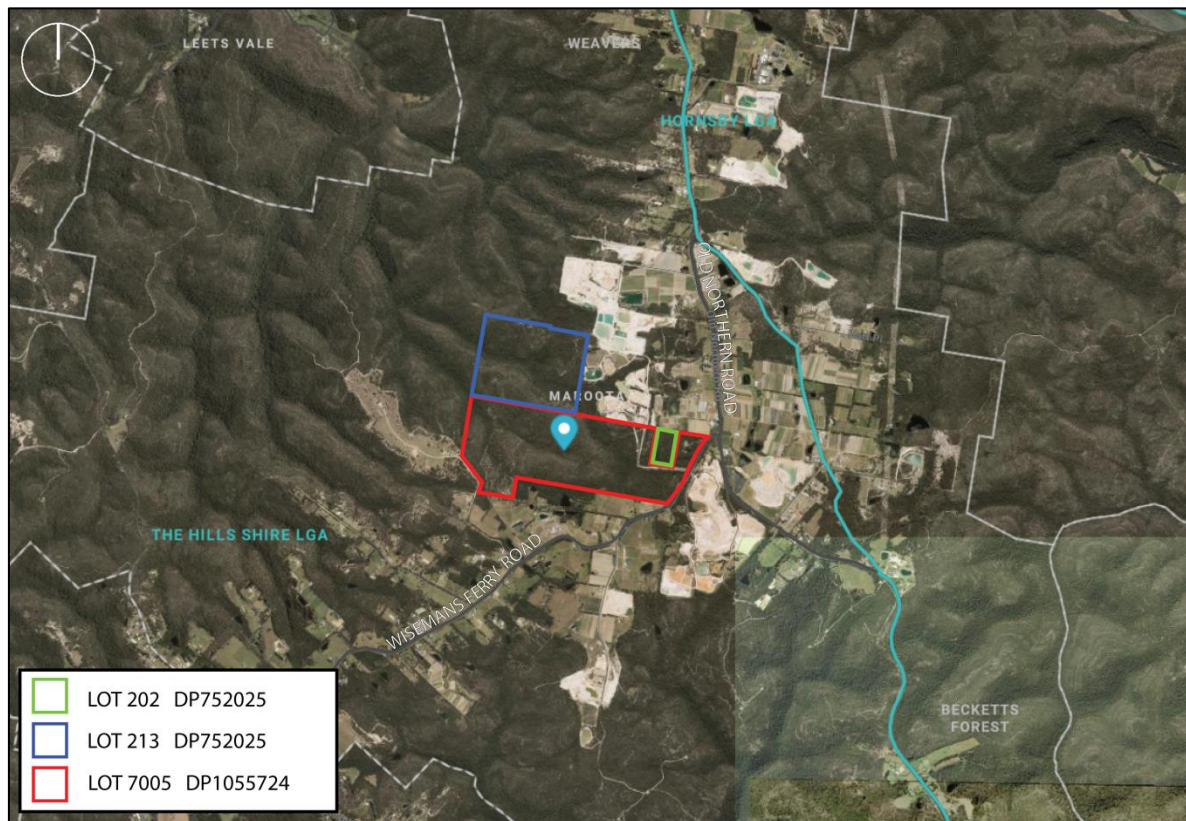 LEETS VALE
WEAVERS
HORNSBY LGA
OLD NORTHERN ROAD
MAROOTA
THE HILLS SHIRE LGA
WISEMANS FERRY ROAD
BECKETTS
FOREST
LOT 202 DP752025
LOT 213 DP752025
LOT 7005 DP1055724